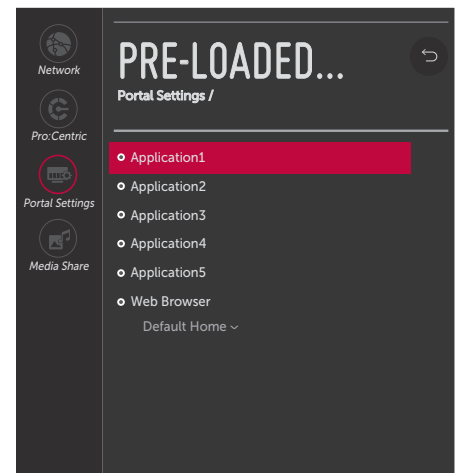 Network
Pro:Centric
Portal Settings
Media Share
PRE-LOADED...
Portal Settings /
Application1
Application2
Application3
Application4
Application5
Web Browser
Default Home